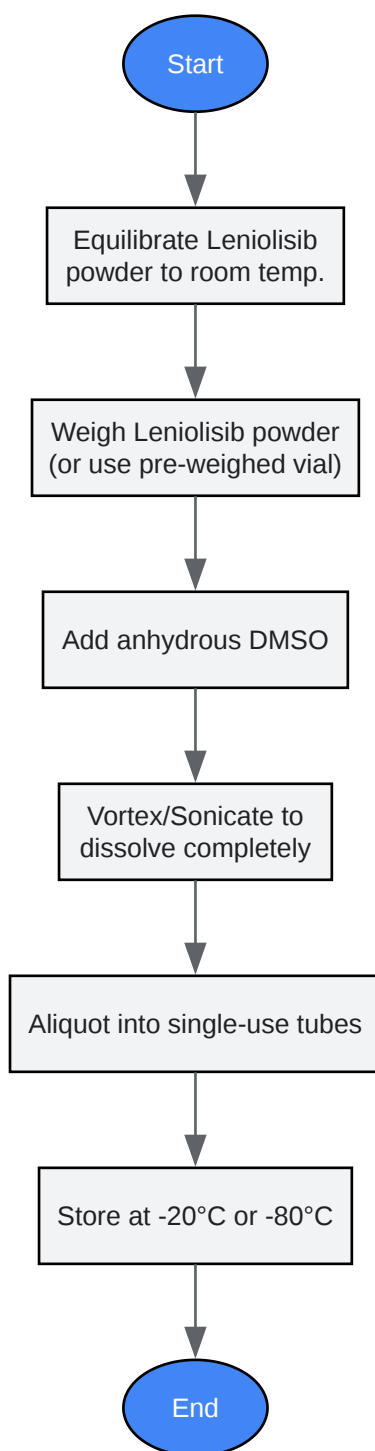 Start
Equilibrate Leniolisib
powder to room temp.
Weigh Leniolisib powder
(or use pre-weighed vial)
Add anhydrous DMSO
Vortex/Sonicate to
dissolve completely
Aliquot into single-use tubes
Store at -20°C or -80°C
End